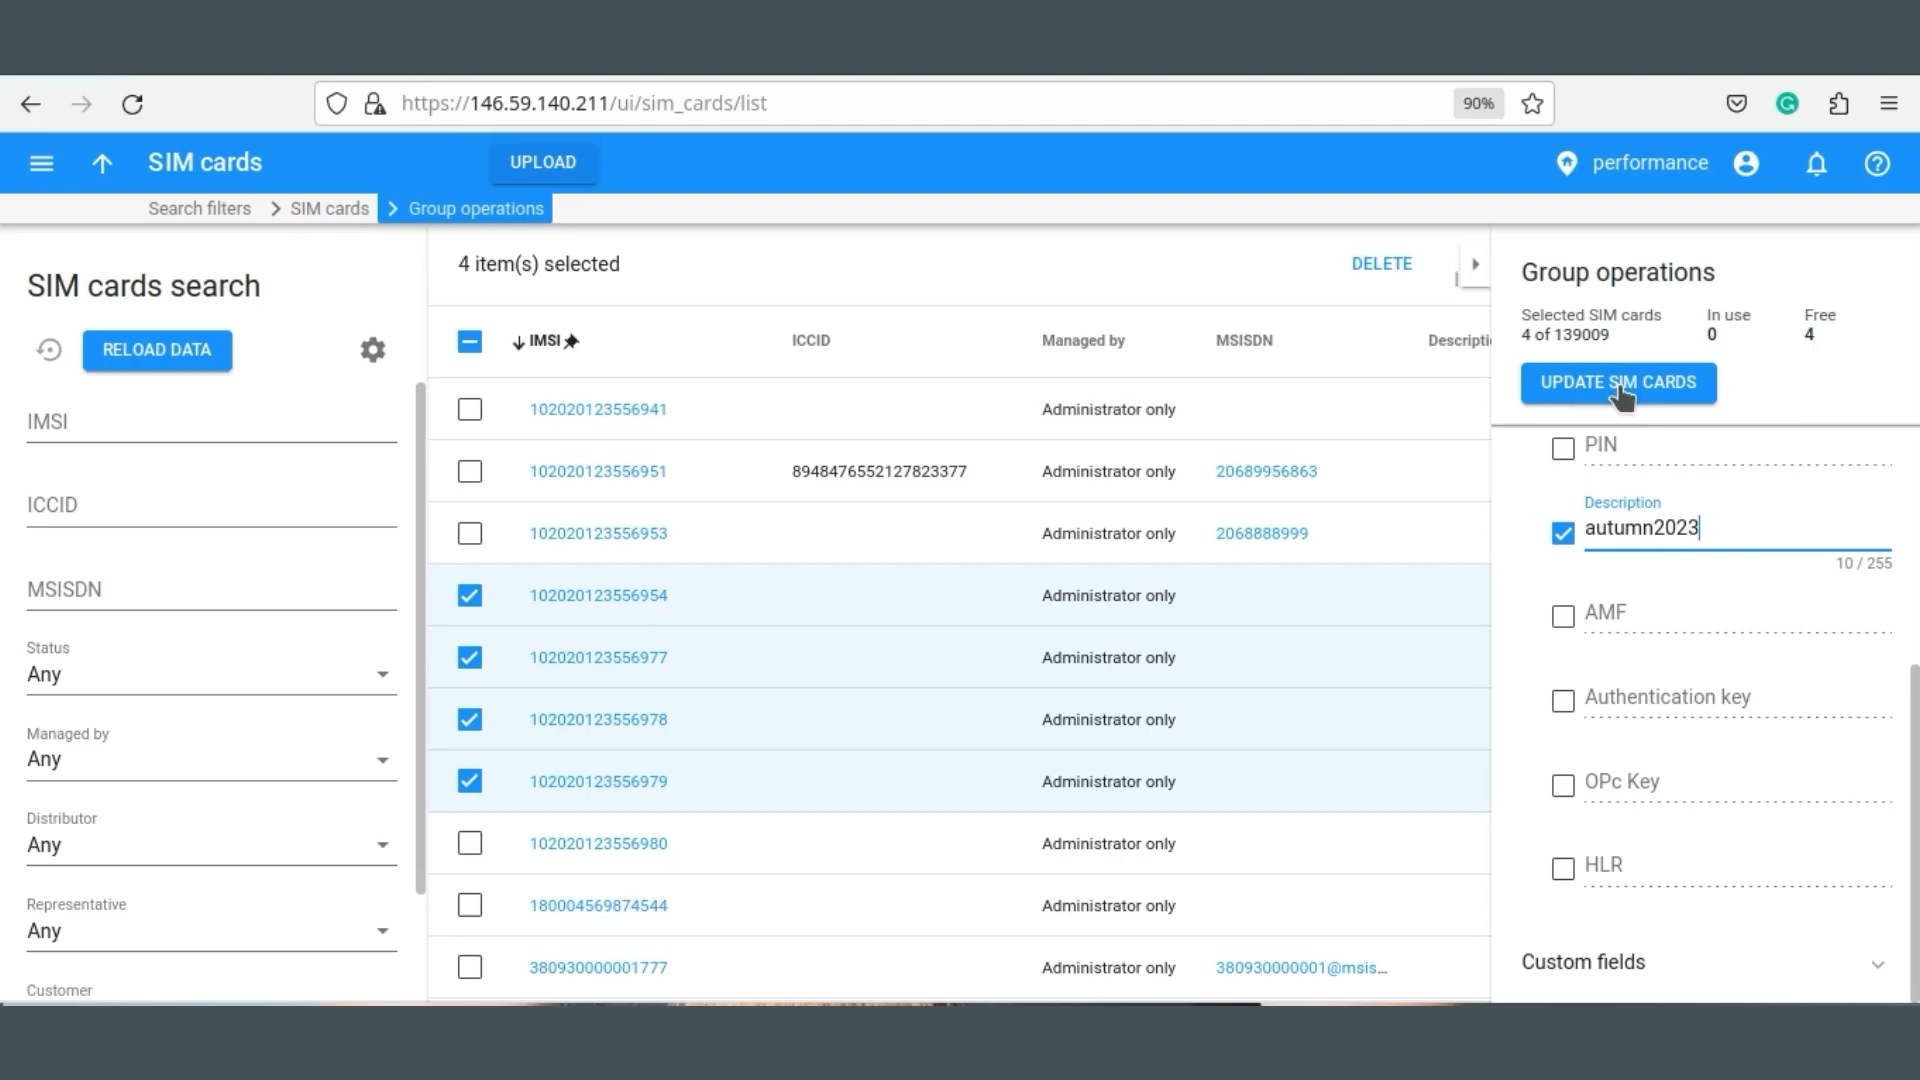 https://146.59.140.211/ui/sim_cards/list
90%
SIM cards
UPLOAD
performance
Search filters
SIM cards
Group operations
SIM cards search
RELOAD DATA
IMSI
ICCID
MSISDN
Status
Any
Managed by
Any
Distributor
Any
Representative
Any
Customer
4 item(s) selected
DELETE
IMSI ICCID Managed by MSISDN Descripti
102020123556941 Administrator only
102020123556951 8948476552127823377 Administrator only 20689956863
102020123556953 Administrator only 2068888999
102020123556954 Administrator only
102020123556977 Administrator only
102020123556978 Administrator only
102020123556979 Administrator only
102020123556980 Administrator only
180004569874544 Administrator only
380930000001777 Administrator only 380930000001@msis...
Group operations
Selected SIM cards In use Free
4 of 139009 0 4
UPDATE SIM CARDS
PIN
Description
autumn2023
10 / 255
AMF
Authentication key
OPc Key
HLR
Custom fields